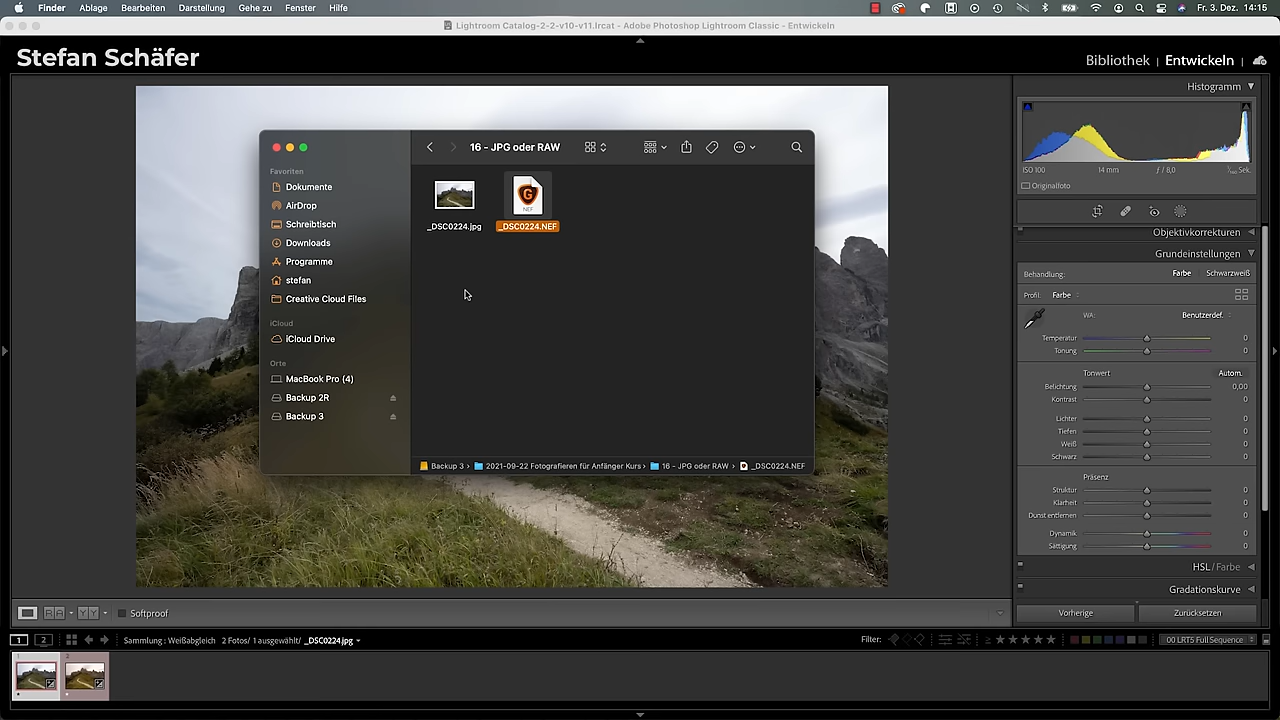 Finder Ablage Bearbeiten Darstellung Gehe zu Fenster Hilfe Fr. 3. Dez. 14:15
Lightroom Catalog-2-2-v10-v11.lrcat - Adobe Photoshop Lightroom Classic - Entwickeln
Stefan Schäfer
Bibliothek | Entwickeln |
Histogramm
ISO 100 14 mm ƒ / 8,0
Originalfoto
16 - JPG oder RAW
Favoriten
Dokumente
AirDrop
Schreibtisch
Downloads
Programme
stefan
Creative Cloud Files
iCloud
iCloud Drive
Orte
MacBook Pro (4)
Backup 2R
Backup 3
G
NEF
_DSC0224.jpg
_DSC0224.NEF
Backup 3 › 2021-09-22 Fotografieren für Anfänger Kurs › 16 - JPG oder RAW › _DSC0224.NEF
Objektivkorrekturen
Grundeinstellungen
Behandlung: Farbe Schwarzweiß
Profil: Farbe
WA: Benutzerdef.
Temperatur 0
Tonung 0
Tonwert Autom.
Belichtung 0,00
Kontrast 0
Lichter 0
Tiefen 0
Weiß 0
Schwarz 0
Präsenz
Struktur 0
Klarheit 0
Dunst entfernen 0
Dynamik 0
Sättigung 0
HSL / Farbe
Gradationskurve
Vorherige Zurücksetzen
RA YY Softproof
1 2 Sammlung : Weißabgleich 2 Fotos/ 1 ausgewählt/ _DSC0224.jpg
Filter: 00 LRTS Full Sequence
1 2